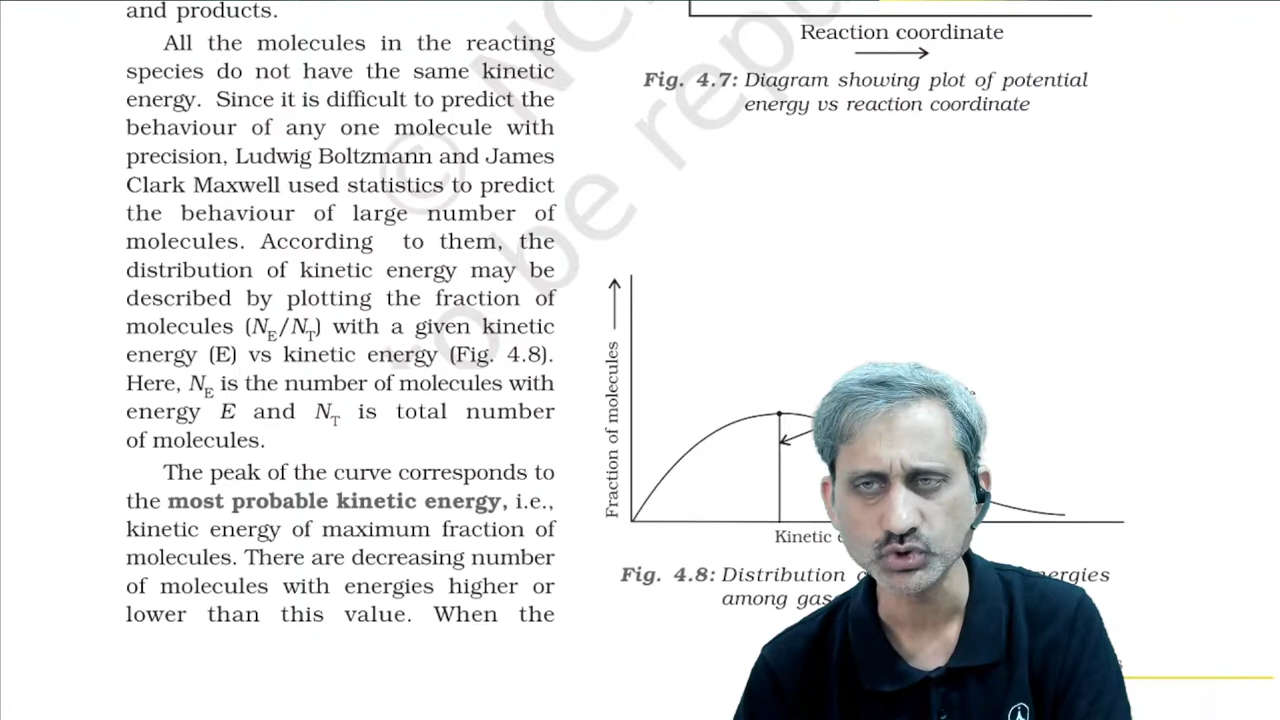 and products.
All the molecules in the reacting
species do not have the same kinetic
energy. Since it is difficult to predict the
behaviour of any one molecule with
precision, Ludwig Boltzmann and James
Clark Maxwell used statistics to predict
the behaviour of large number of
molecules. According to them, the
distribution of kinetic energy may be
described by plotting the fraction of
molecules (NE/NT) with a given kinetic
energy (E) vs kinetic energy (Fig. 4.8).
Here, NE is the number of molecules with
energy E and NT is total number
of molecules.
The peak of the curve corresponds to
the most probable kinetic energy, i.e.,
kinetic energy of maximum fraction of
molecules. There are decreasing number
of molecules with energies higher or
lower than this value. When the
Reaction coordinate
Fig. 4.7: Diagram showing plot of potential
energy vs reaction coordinate
Fraction of molecules
Kinetic
Fig. 4.8: Distribution
among
© NC
to be rep